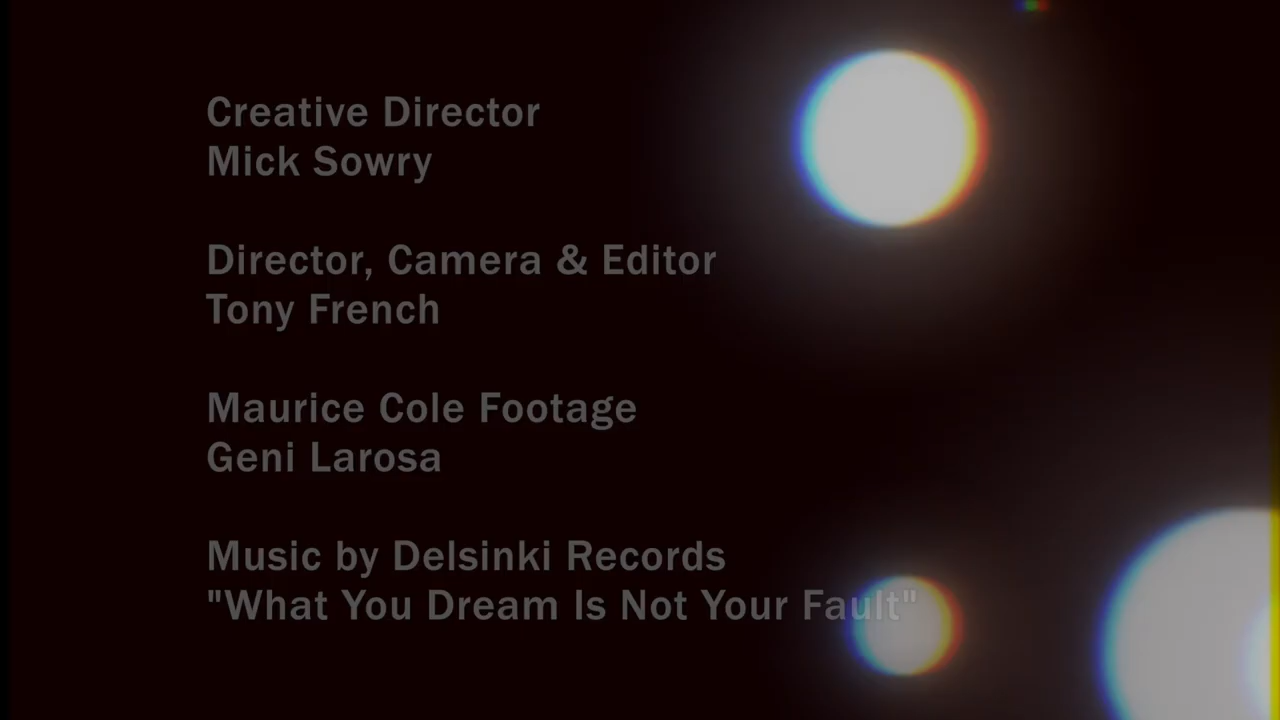 Creative Director
Mick Sowry
Director, Camera & Editor
Tony French
Maurice Cole Footage
Geni Larosa
Music by Delsinki Records
"What You Dream Is Not Your Fault"